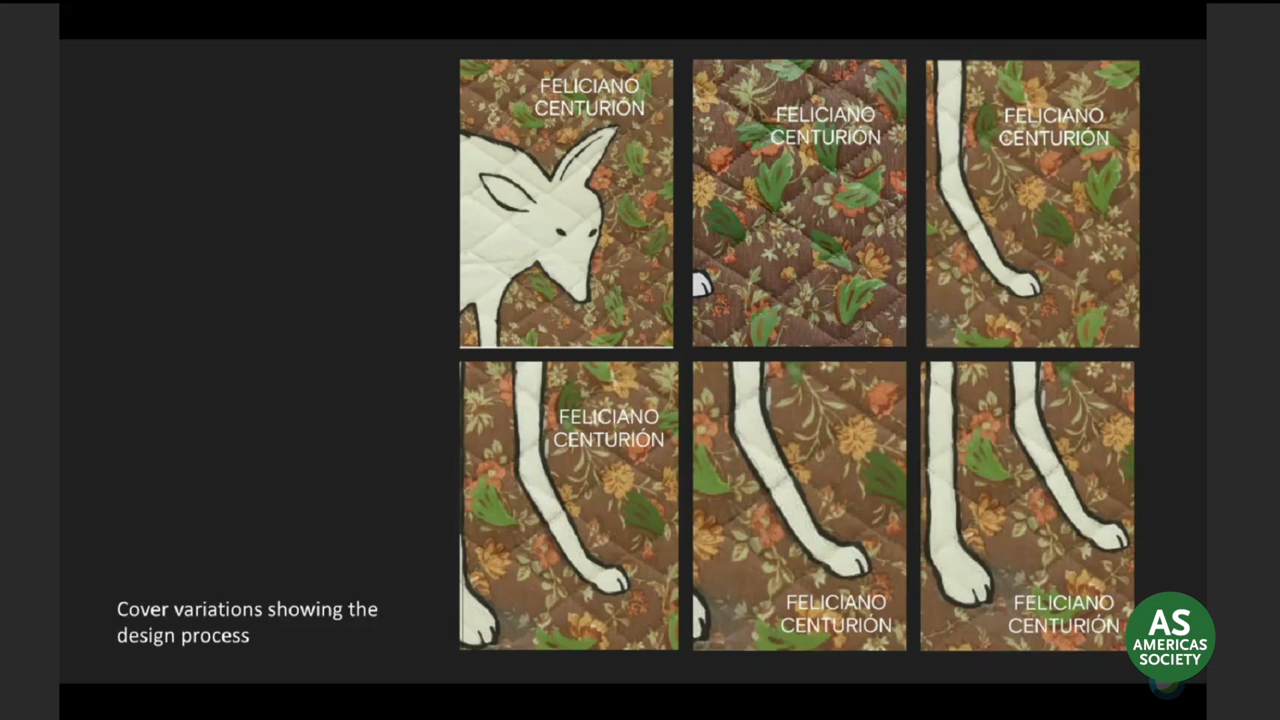 FELICIANO
CENTURIÓN
FELICIANO
CENTURIÓN
FELICIANO
CENTURIÓN
FELICIANO
CENTURIÓN
FELICIANO
CENTURIÓN
FELICIANO
CENTURIÓN
Cover variations showing the
design process
AS
AMERICAS
SOCIETY